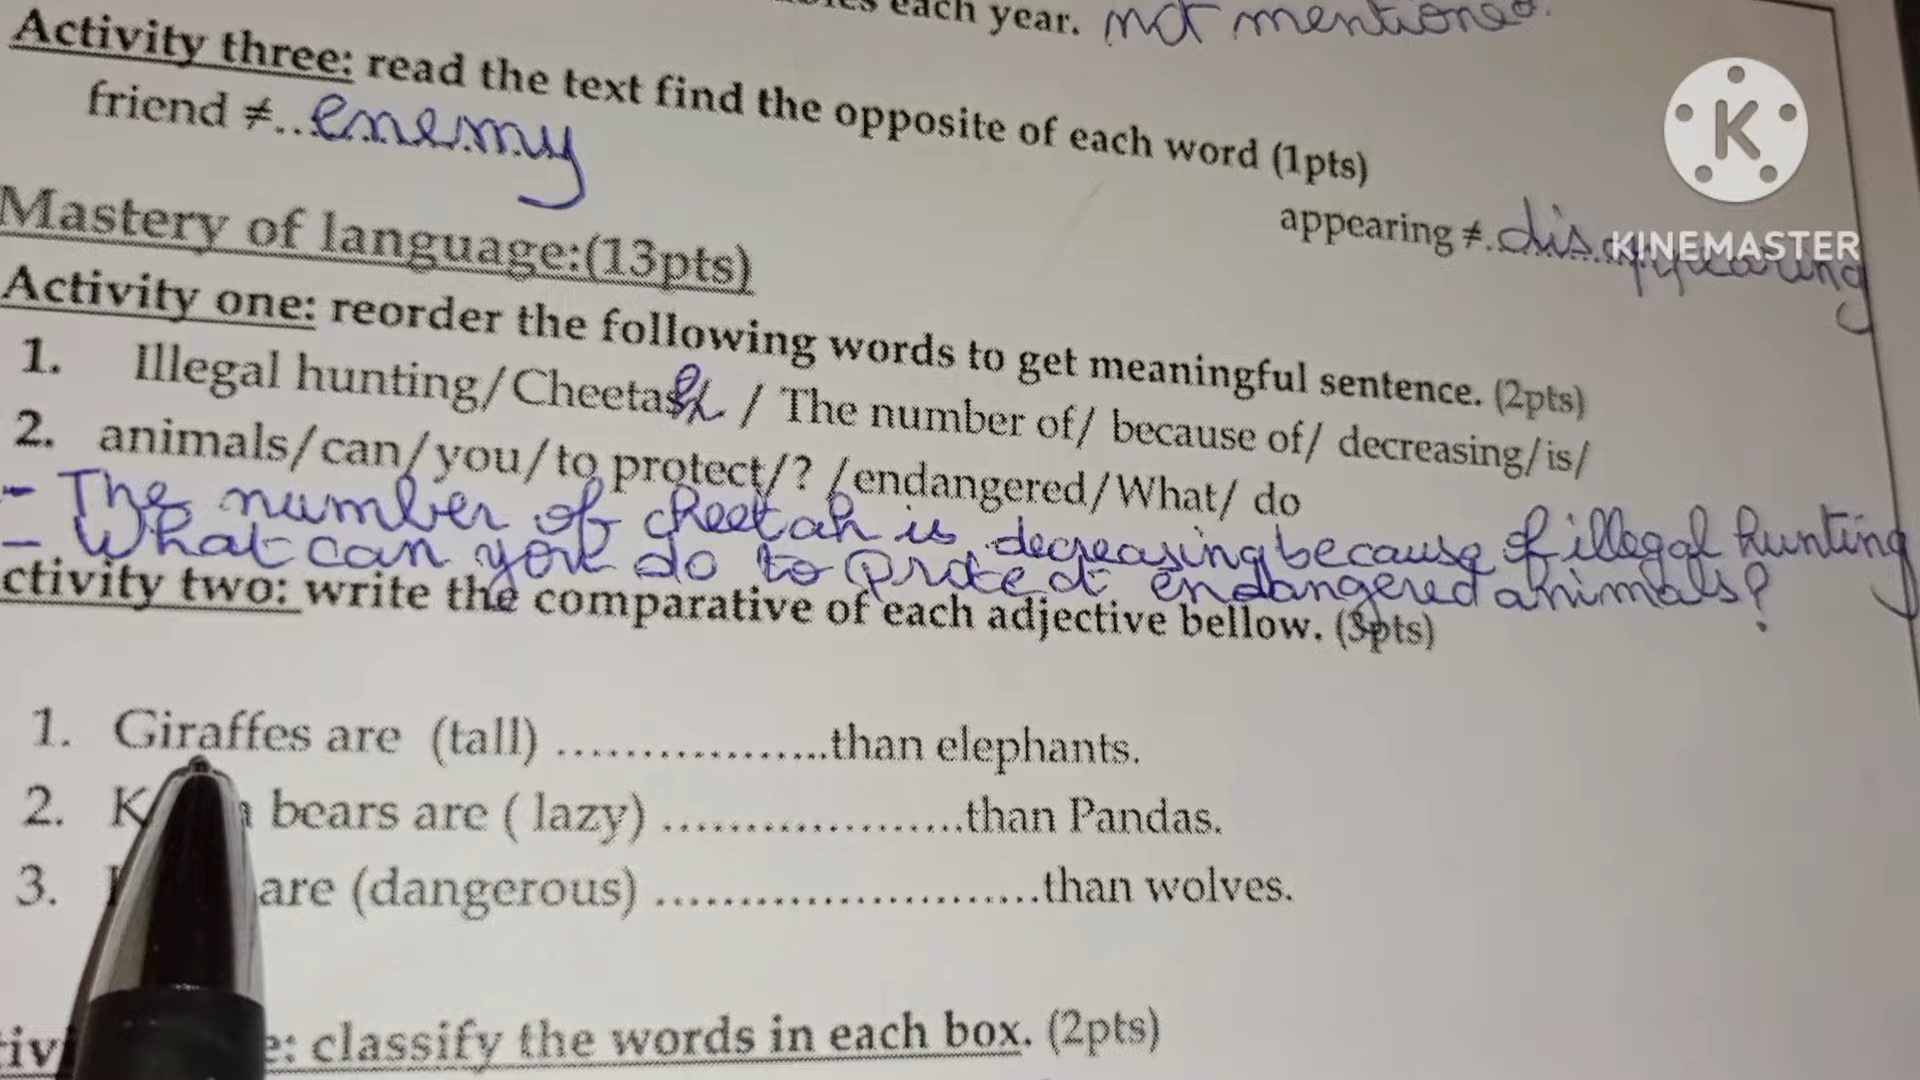 each year. not mentioned.
Activity three: read the text find the opposite of each word (1pts)
friend ≠..enemy
appearing ≠.disappearing
KINEMASTER
Mastery of language:(13pts)
Activity one: reorder the following words to get meaningful sentence. (2pts)
1. Illegal hunting/Cheetah / The number of/ because of/ decreasing/is/
2. animals/can/you/to protect/? /endangered/What/ do
- The number of cheetah is decreasing because of illegal hunting
- What can you do to protect endangered animals?
ctivity two: write the comparative of each adjective bellow. (3pts)
1. Giraffes are (tall) ..................than elephants.
2. bears are ( lazy) ...................than Pandas.
3. are (dangerous) ........................than wolves.
classify the words in each box. (2pts)